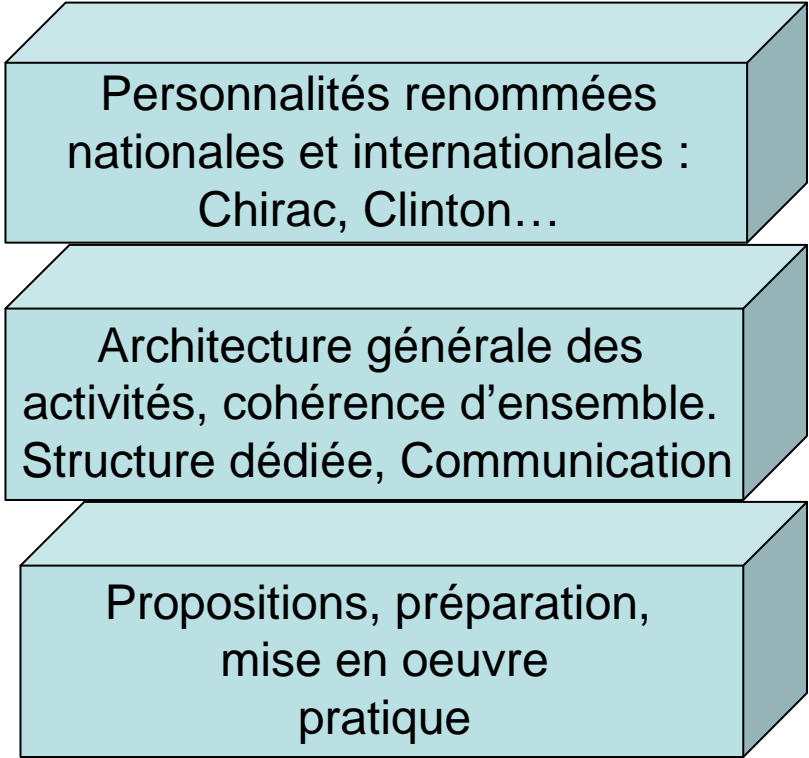 Personnalités renommées
nationales et internationales :
Chirac, Clinton…
Architecture générale des
activités, cohérence d’ensemble.
Structure dédiée, Communication
Propositions, préparation,
mise en oeuvre
pratique